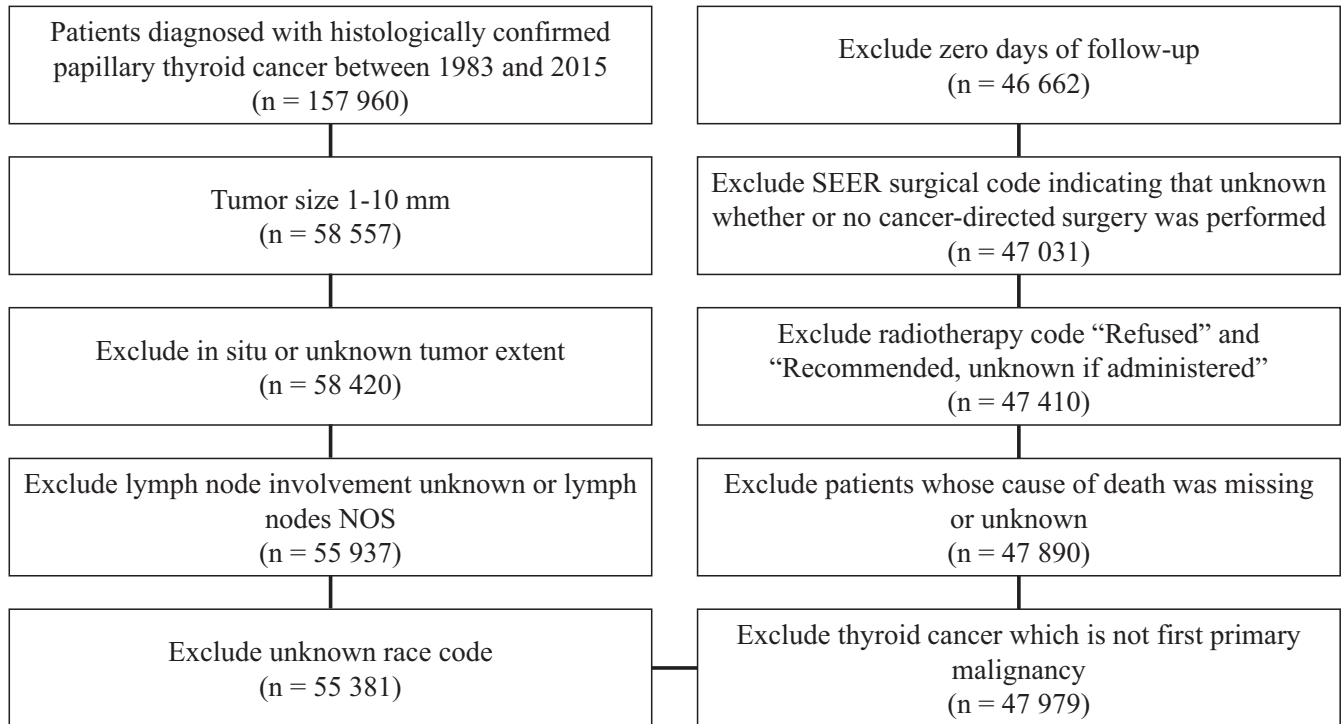 Patients diagnosed with histologically confirmed
papillary thyroid cancer between 1983 and 2015
(n = 157 960)
Tumor size 1-10 mm
(n = 58 557)
Exclude in situ or unknown tumor extent
(n = 58 420)
Exclude lymph node involvement unknown or lymph
nodes NOS
(n = 55 937)
Exclude unknown race code
(n = 55 381)
Exclude zero days of follow-up
(n = 46 662)
Exclude SEER surgical code indicating that unknown
whether or no cancer-directed surgery was performed
(n = 47 031)
Exclude radiotherapy code “Refused” and
“Recommended, unknown if administered”
(n = 47 410)
Exclude patients whose cause of death was missing
or unknown
(n = 47 890)
Exclude thyroid cancer which is not first primary
malignancy
(n = 47 979)